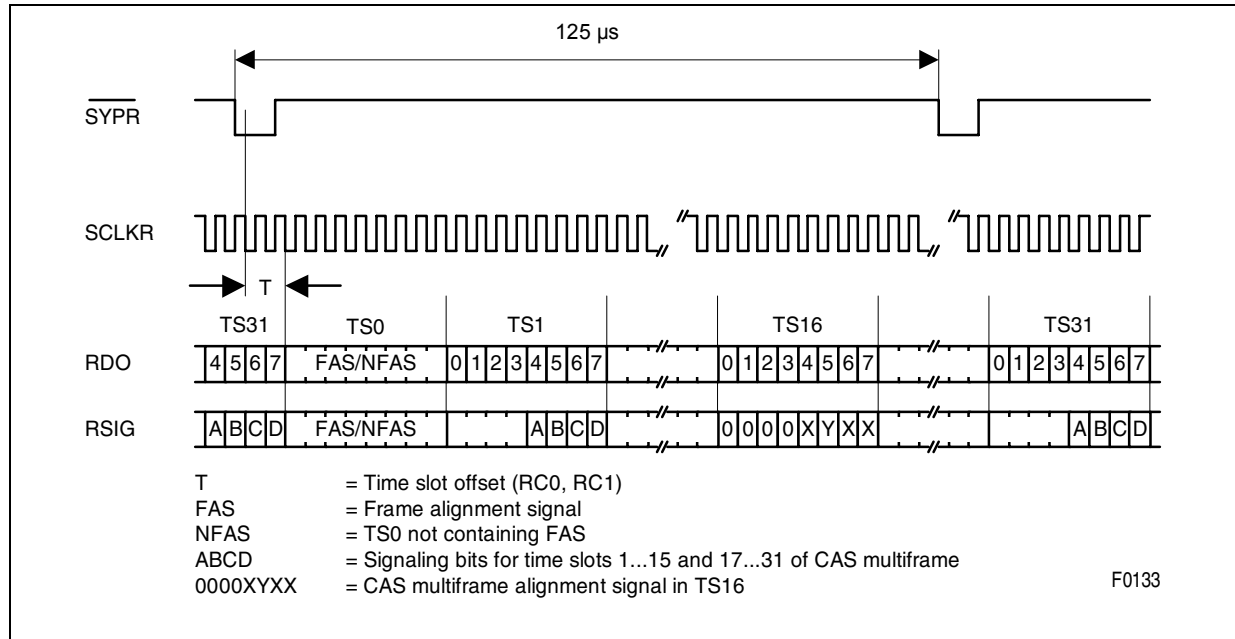 125 µs
SYPR
SCLKR
T
TS31 TS0 TS1 TS16 TS31
RDO 4 5 6 7 FAS/NFAS 0 1 2 3 4 5 6 7 0 1 2 3 4 5 6 7 0 1 2 3 4 5 6 7
RSIG A B C D FAS/NFAS A B C D 0 0 0 0 X Y X X A B C D
T = Time slot offset (RC0, RC1)
FAS = Frame alignment signal
NFAS = TS0 not containing FAS
ABCD = Signaling bits for time slots 1...15 and 17...31 of CAS multiframe
0000XYXX = CAS multiframe alignment signal in TS16
F0133